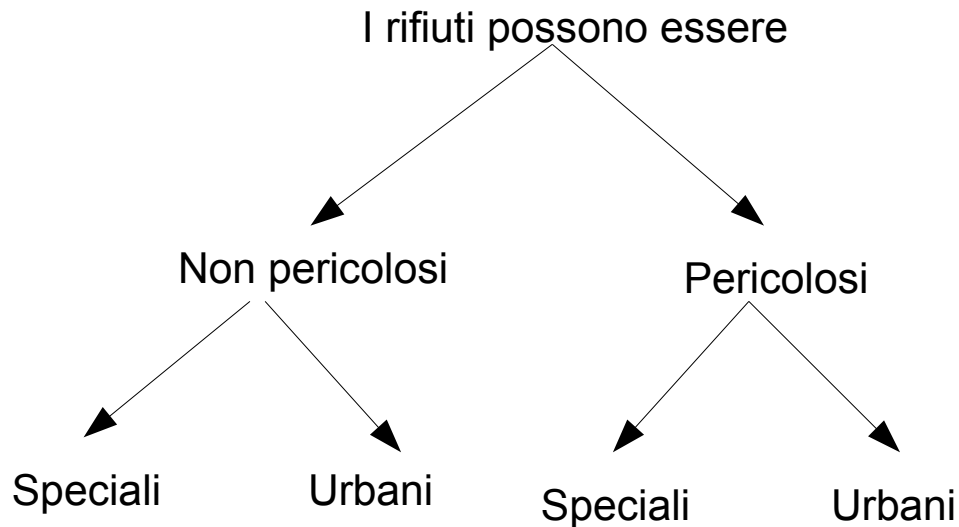 I rifiuti possono essere
Non pericolosi
Pericolosi
Speciali
Urbani
Speciali
Urbani